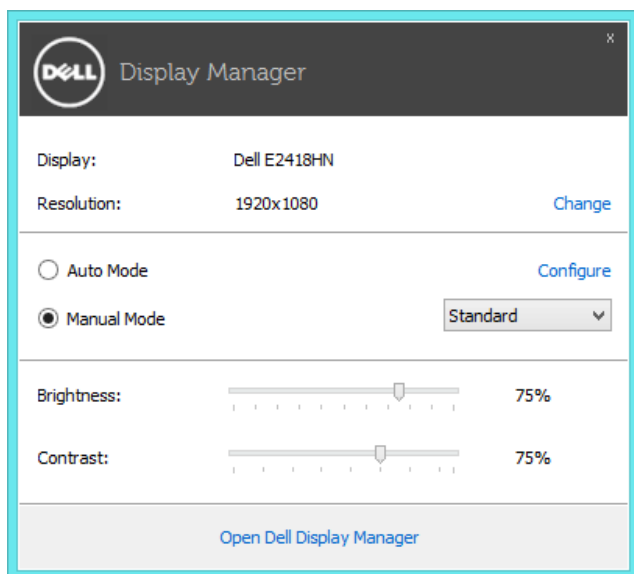 DELL Display Manager x
Display: Dell E2418HN
Resolution: 1920x1080 Change
Auto Mode Configure
Manual Mode Standard
Brightness: 75%
Contrast: 75%
Open Dell Display Manager